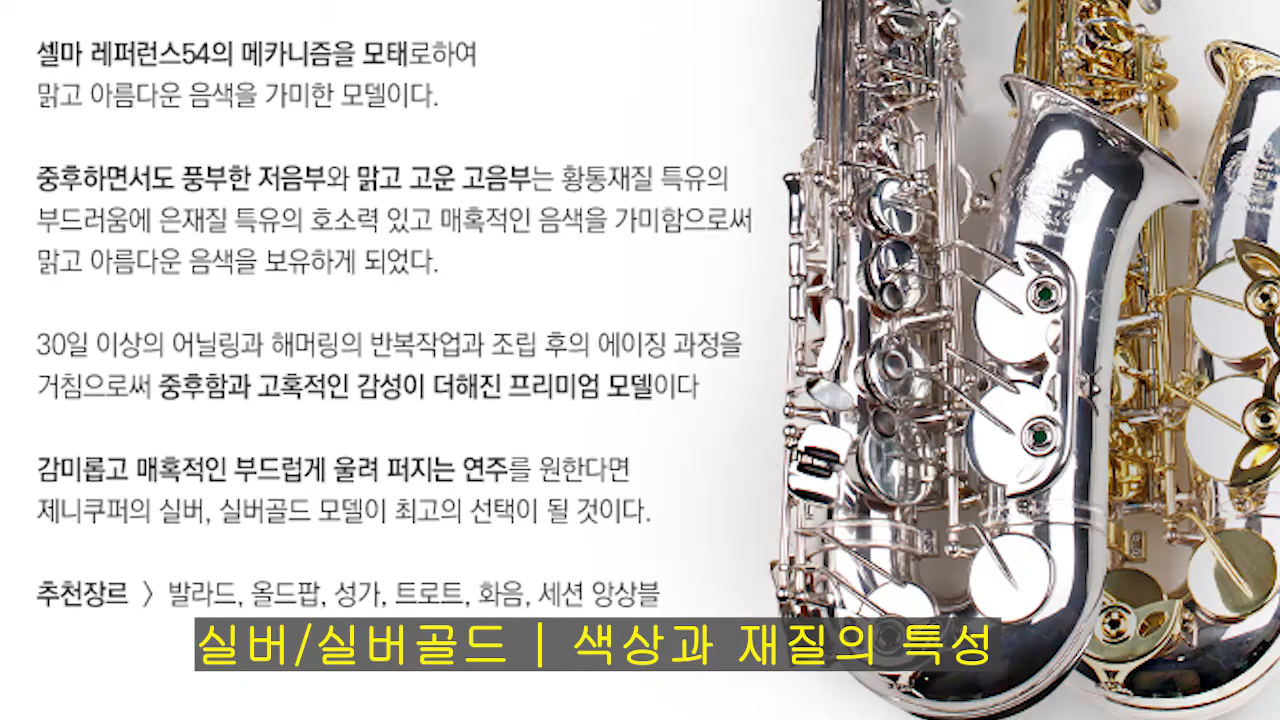 셀마 레퍼런스54의 메카니즘을 모태로하여
맑고 아름다운 음색을 가미한 모델이다.
중후하면서도 풍부한 저음부와 맑고 고운 고음부는 황통재질 특유의
부드러움에 은재질 특유의 호소력 있고 매혹적인 음색을 가미함으로써
맑고 아름다운 음색을 보유하게 되었다.
30일 이상의 어닐링과 해머링의 반복작업과 조립 후의 에이징 과정을
거침으로써 중후함과 고혹적인 감성이 더해진 프리미엄 모델이다
감미롭고 매혹적인 부드럽게 울려 퍼지는 연주를 원한다면
제니쿠퍼의 실버, 실버골드 모델이 최고의 선택이 될 것이다.
추천장르 〉 발라드, 올드팝, 성가, 트로트, 화음, 세션 앙상블
실버/실버골드 | 색상과 재질의 특성